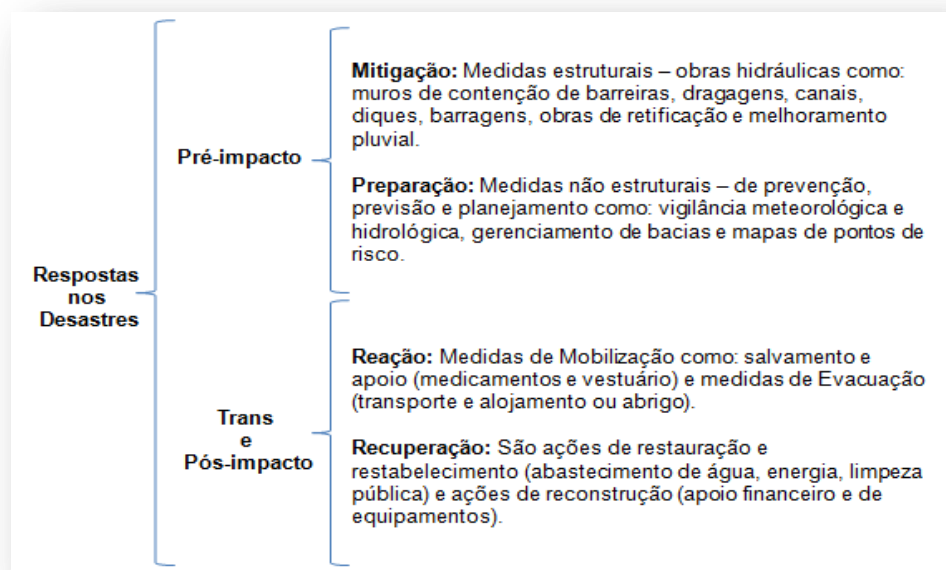 Respostas
nos
Desastres
Pré-impacto
Mitigação: Medidas estruturais – obras hidráulicas como:
muros de contenção de barreiras, dragagens, canais,
diques, barragens, obras de retificação e melhoramento
pluvial.
Preparação: Medidas não estruturais – de prevenção,
previsão e planejamento como: vigilância meteorológica e
hidrológica, gerenciamento de bacias e mapas de pontos de
risco.
Trans
e
Pós-impacto
Reação: Medidas de Mobilização como: salvamento e
apoio (medicamentos e vestuário) e medidas de Evacuação
(transporte e alojamento ou abrigo).
Recuperação: São ações de restauração e
restabelecimento (abastecimento de água, energia, limpeza
pública) e ações de reconstrução (apoio financeiro e de
equipamentos).